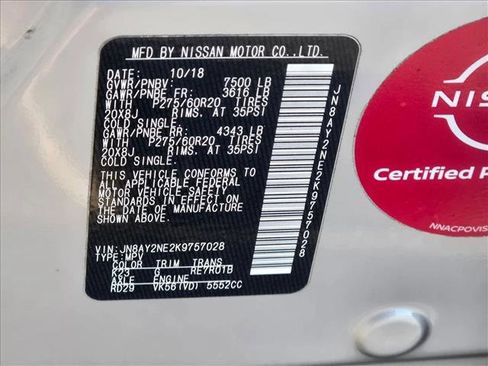 MFD BY NISSAN MOTOR CO.,LTD.
DATE: 10/18
GVWR/PNBV: 7500 LB
GAWR/PNBE FR: 3616 LB
WITH P275/60R20 TIRES
20X8J RIMS. AT 35PSI
COLD SINGLE.
GAWR/PNBE RR: 4343 LB
WITH P275/60R20 TIRES
20X8J RIMS. AT 35PSI
COLD SINGLE.
THIS VEHICLE CONFORMS TO
ALL APPLICABLE FEDERAL
MOTOR VEHICLE SAFETY
STANDARDS IN EFFECT ON
THE DATE OF MANUFACTURE
SHOWN ABOVE.
VIN: JN8AY2NE2K9757028
TYPE: MPV
COLOR TRIM TRANS
K23 G RE7R01B
AXLE ENGINE
RD29 VK56(VD) 5552CC
JN8AY2NE2K9757028
NIS
Certified P
NNACPOVIS